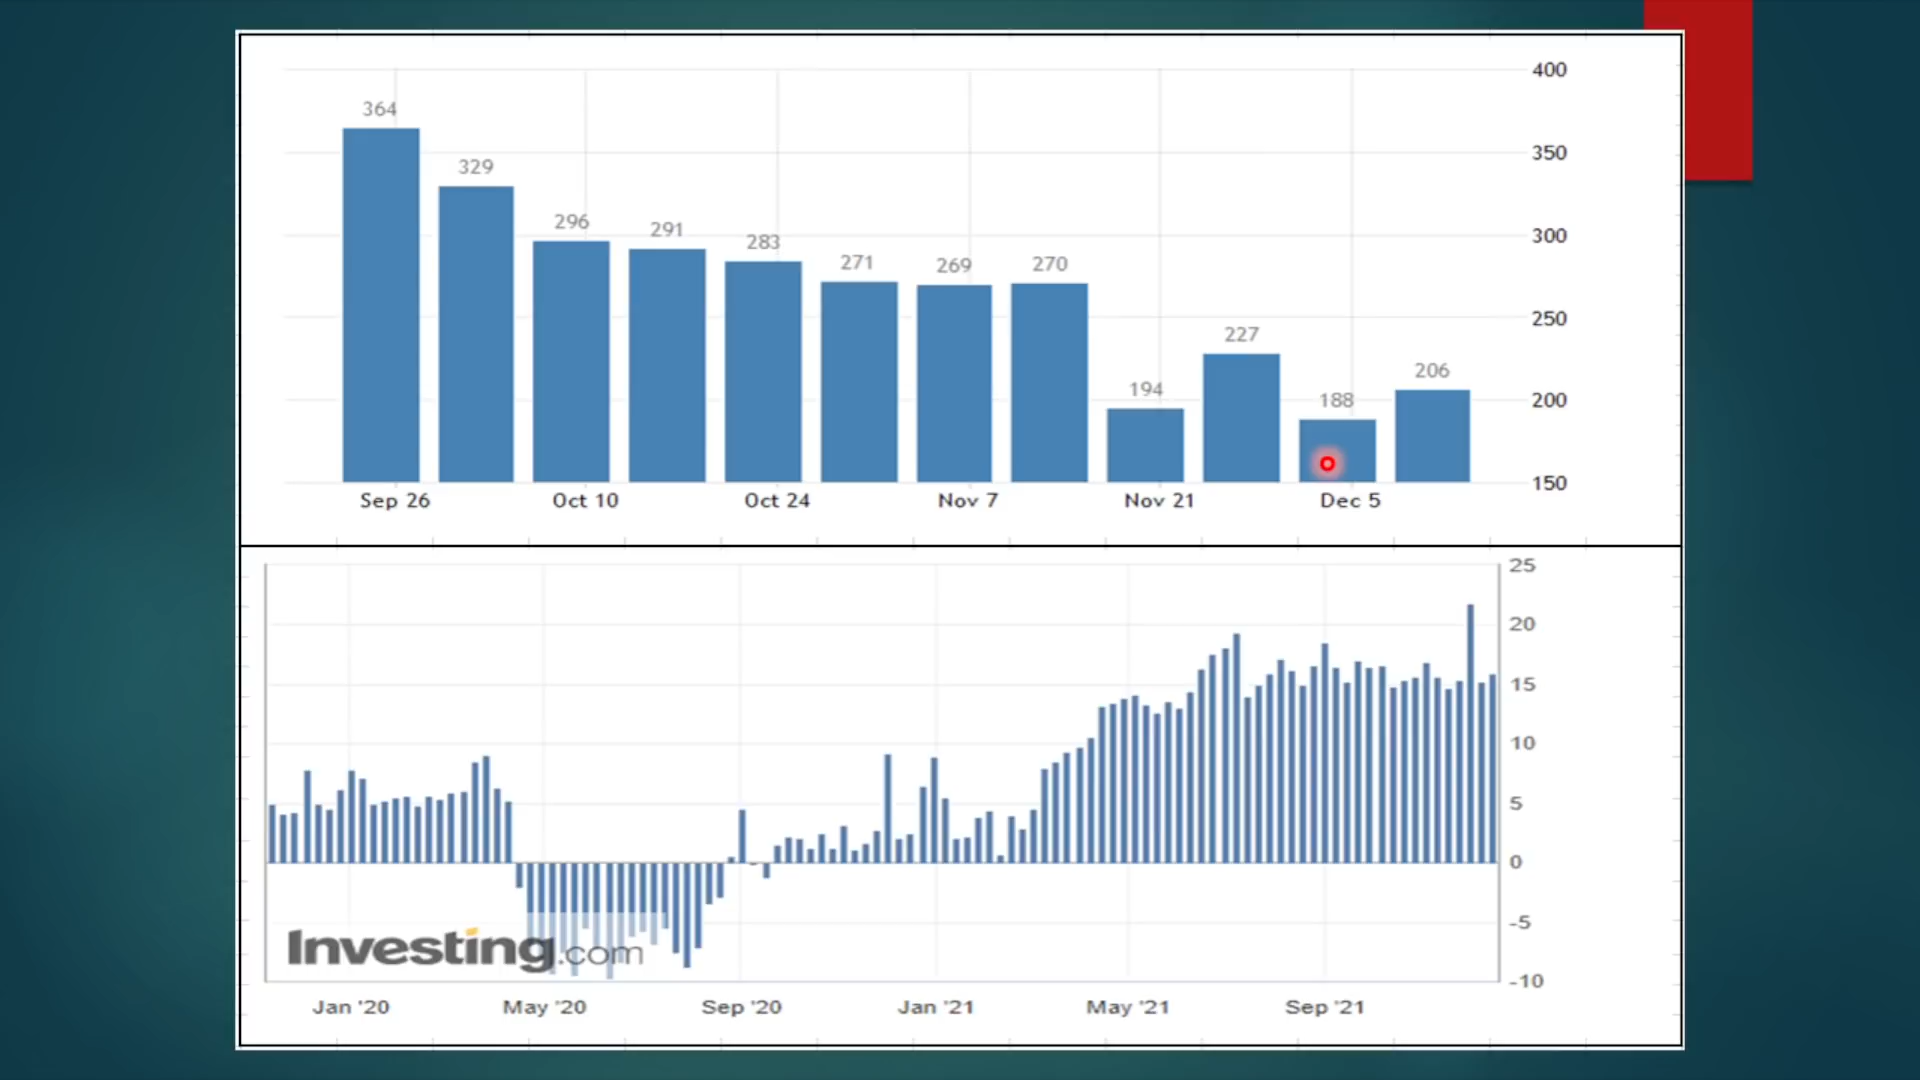 400
364
350
329
300
296
291
283
271
269
270
250
227
194
188
206
200
150
Sep 26
Oct 10
Oct 24
Nov 7
Nov 21
Dec 5
25
20
15
10
5
0
-5
Investing.com
-10
Jan '20
May '20
Sep '20
Jan '21
May '21
Sep '21